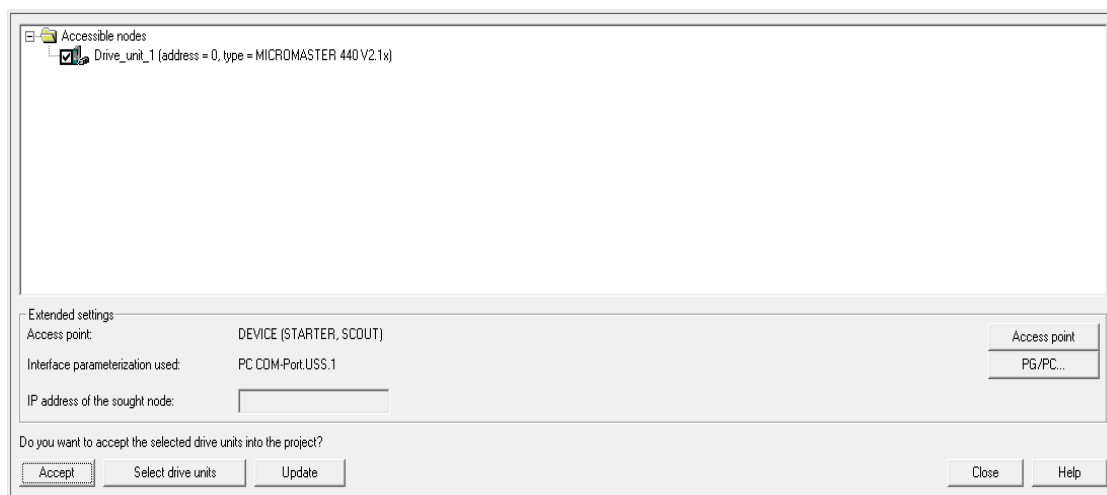 Accessible nodes
Drive_unit_1 (address = 0, type = MICROMASTER 440 V2.1x)
Extended settings
Access point: DEVICE (STARTER, SCOUT) Access point
Interface parameterization used: PC COM-Port.USS.1 PG/PC...
IP address of the sought node:
Do you want to accept the selected drive units into the project?
Accept Select drive units Update Close Help